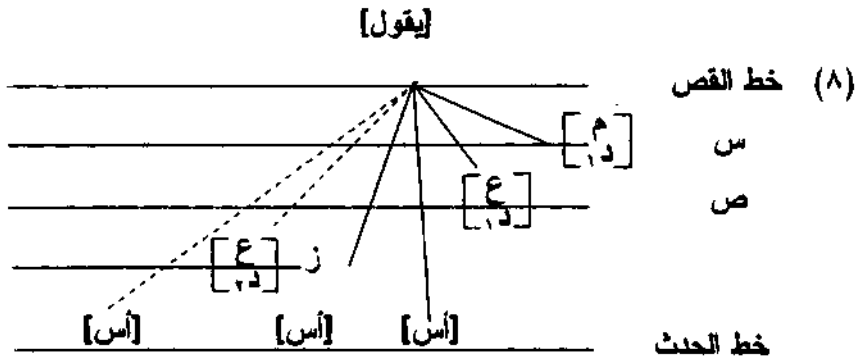 [يقول]
(٨) خط القص
س [م د١]
ص [ع د١]
ز [ع د٢]
[أس] [أس] [أس]
خط الحدث